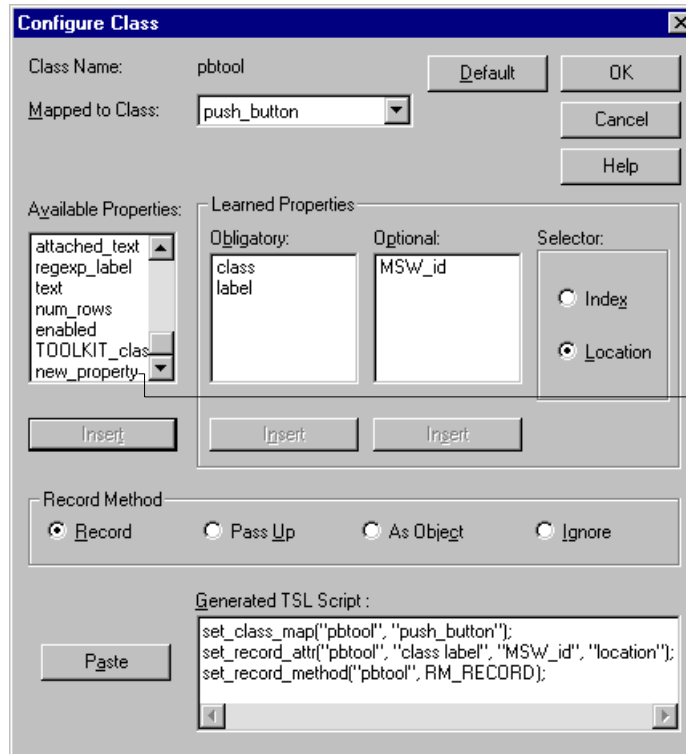 Configure Class
Class Name: pbtool
Default
OK
Mapped to Class: push_button
Cancel
Help
Available Properties:
attached_text
regexp_label
text
num_rows
enabled
TOOLKIT_clas
new_property
Insert
Learned Properties
Obligatory:
class
label
Insert
Optional:
MSW_id
Insert
Selector:
Index
Location
Record Method
Record
Pass Up
As Object
Ignore
Generated TSL Script :
set_class_map("pbtool", "push_button");
set_record_attr("pbtool", "class label", "MSW_id", "location");
set_record_method("pbtool", RM_RECORD);
Paste